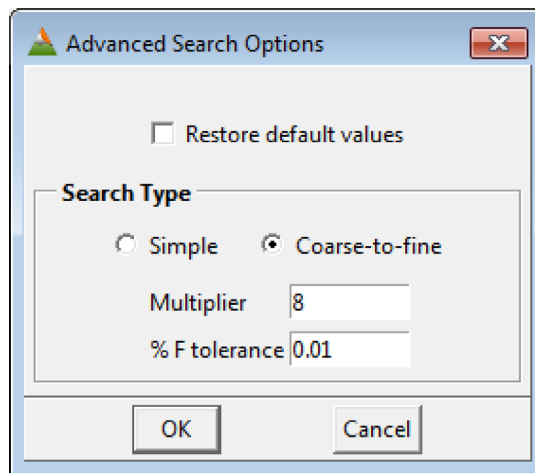 Advanced Search Options
Restore default values
Search Type
Simple Coarse-to-fine
Multiplier 8
% F tolerance 0.01
OK Cancel